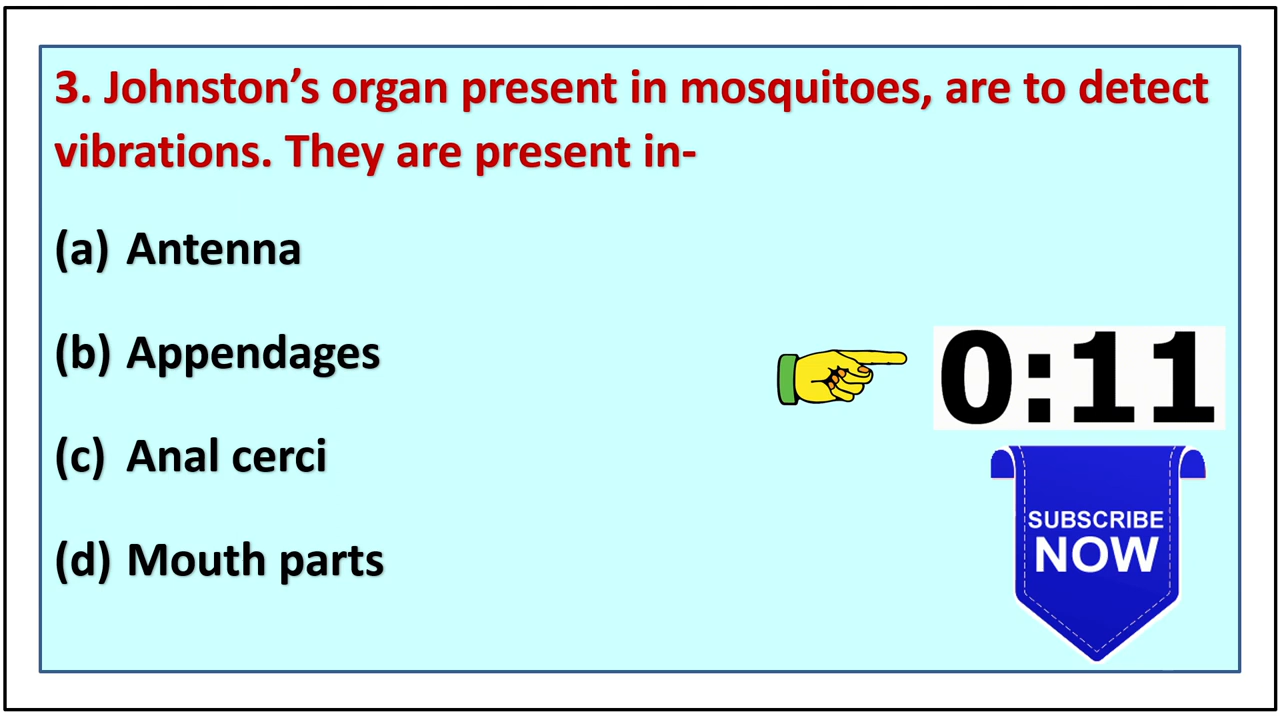 3. Johnston’s organ present in mosquitoes, are to detect
vibrations. They are present in-
(a) Antenna
(b) Appendages
0:11
(c) Anal cerci
SUBSCRIBE
NOW
(d) Mouth parts